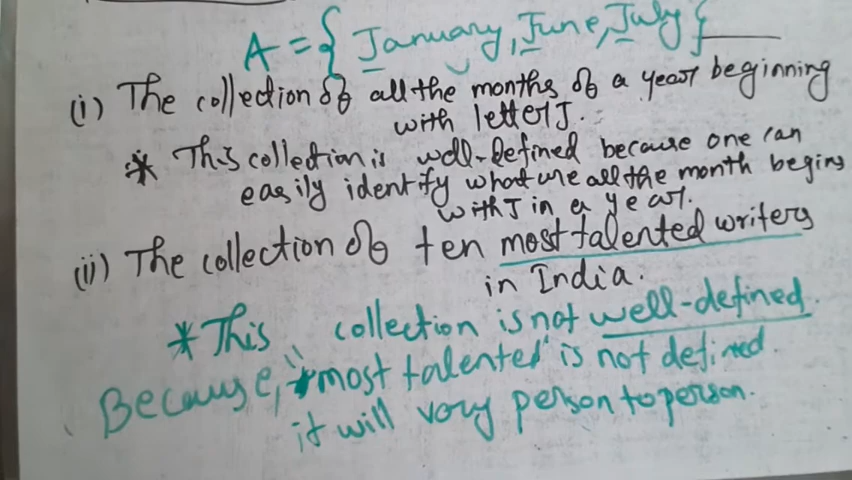 A = { January, June, July }
(i) The collection of all the months of a year beginning
with letter J.
* This collection is well-defined because one can
easily identify what are all the month begins
with J in a year.
(ii) The collection of ten most talented writers
in India.
* This collection is not well-defined.
Because, "most talented" is not defined.
it will vory person to person.